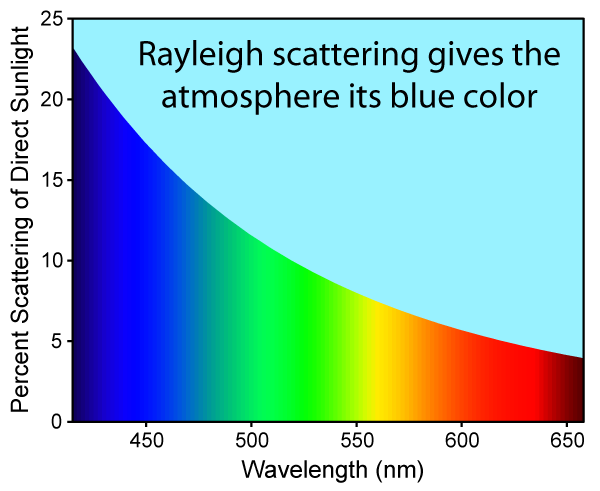 Rayleigh scattering gives the
atmosphere its blue color
Percent Scattering of Direct Sunlight
25
20
15
10
5
0
450
500
550
600
650
Wavelength (nm)